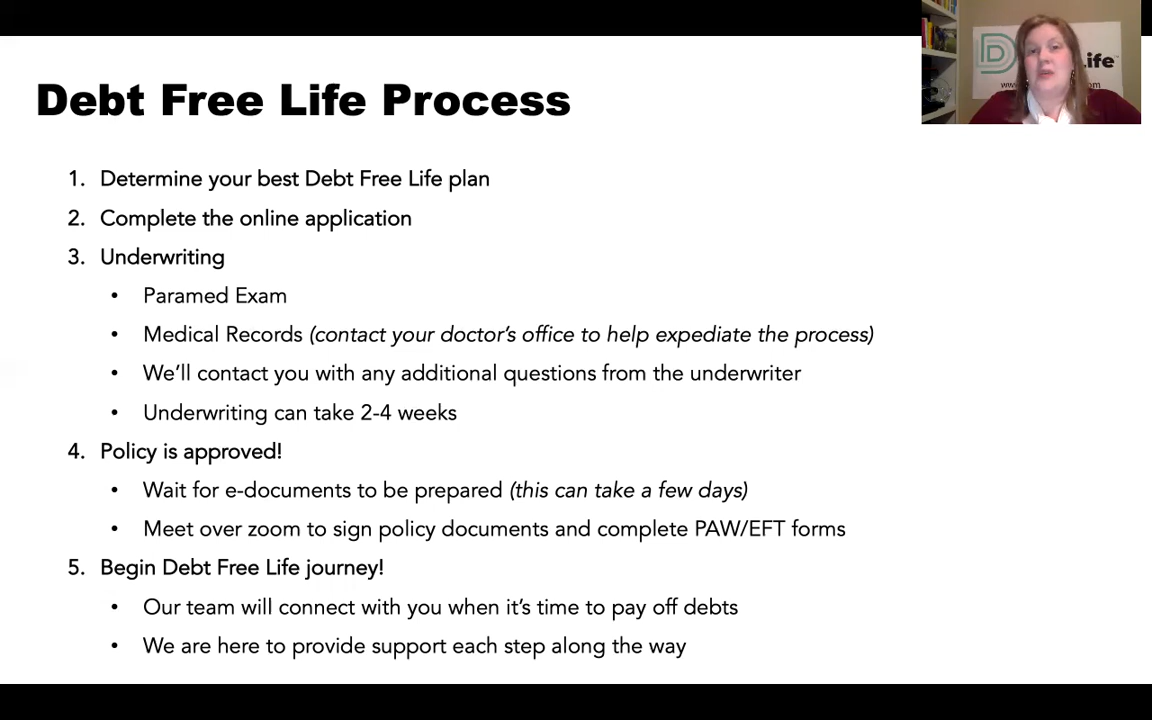 Debt Free Life Process
1. Determine your best Debt Free Life plan
2. Complete the online application
3. Underwriting
• Paramed Exam
• Medical Records (contact your doctor's office to help expediate the process)
• We'll contact you with any additional questions from the underwriter
• Underwriting can take 2-4 weeks
4. Policy is approved!
• Wait for e-documents to be prepared (this can take a few days)
• Meet over zoom to sign policy documents and complete PAW/EFT forms
5. Begin Debt Free Life journey!
• Our team will connect with you when it's time to pay off debts
• We are here to provide support each step along the way